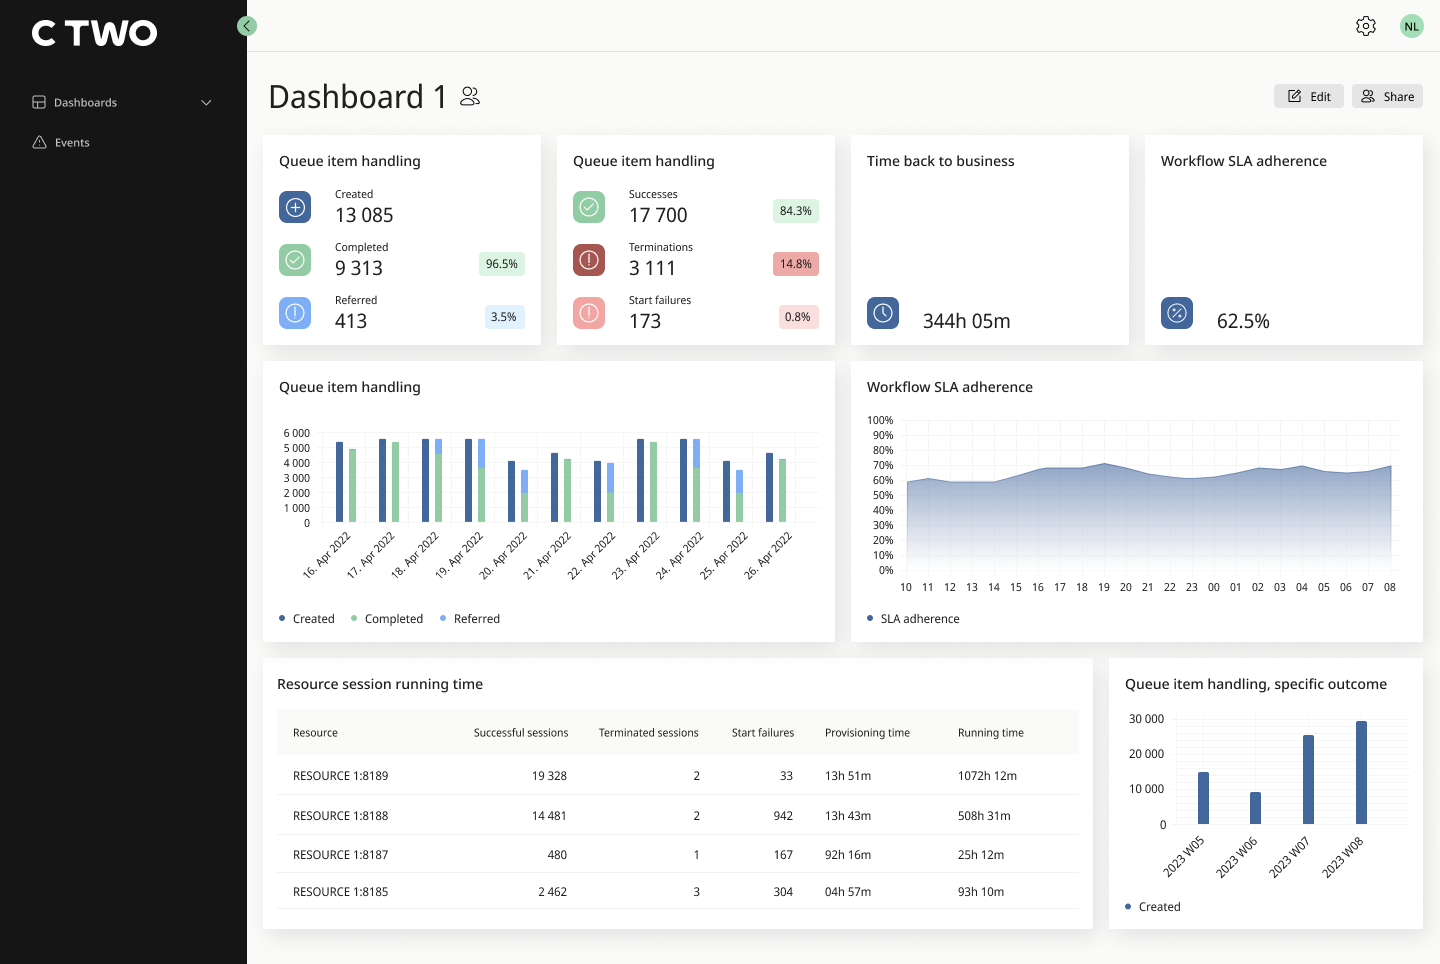 C TWO
NL
Dashboards
Events
Dashboard 1
Edit
Share
Queue item handling
Created
13 085
Completed
9 313
96.5%
Referred
413
3.5%
Queue item handling
Successes
17 700
84.3%
Terminations
3 111
14.8%
Start failures
173
0.8%
Time back to business
344h 05m
Workflow SLA adherence
62.5%
Queue item handling
6 000
5 000
4 000
3 000
2 000
1 000
0
16. Apr 2022
17. Apr 2022
18. Apr 2022
19. Apr 2022
20. Apr 2022
21. Apr 2022
22. Apr 2022
23. Apr 2022
24. Apr 2022
25. Apr 2022
26. Apr 2022
Created Completed Referred
Workflow SLA adherence
100%
90%
80%
70%
60%
50%
40%
30%
20%
10%
0%
10 11 12 13 14 15 16 17 18 19 20 21 22 23 00 01 02 03 04 05 06 07 08
SLA adherence
Resource session running time
Resource Successful sessions Terminated sessions Start failures Provisioning time Running time
RESOURCE 1:8189 19 328 2 33 13h 51m 1072h 12m
RESOURCE 1:8188 14 481 2 942 13h 43m 508h 31m
RESOURCE 1:8187 480 1 167 92h 16m 25h 12m
RESOURCE 1:8185 2 462 3 304 04h 57m 93h 10m
Queue item handling, specific outcome
30 000
20 000
10 000
0
2023 W05
2023 W06
2023 W07
2023 W08
Created